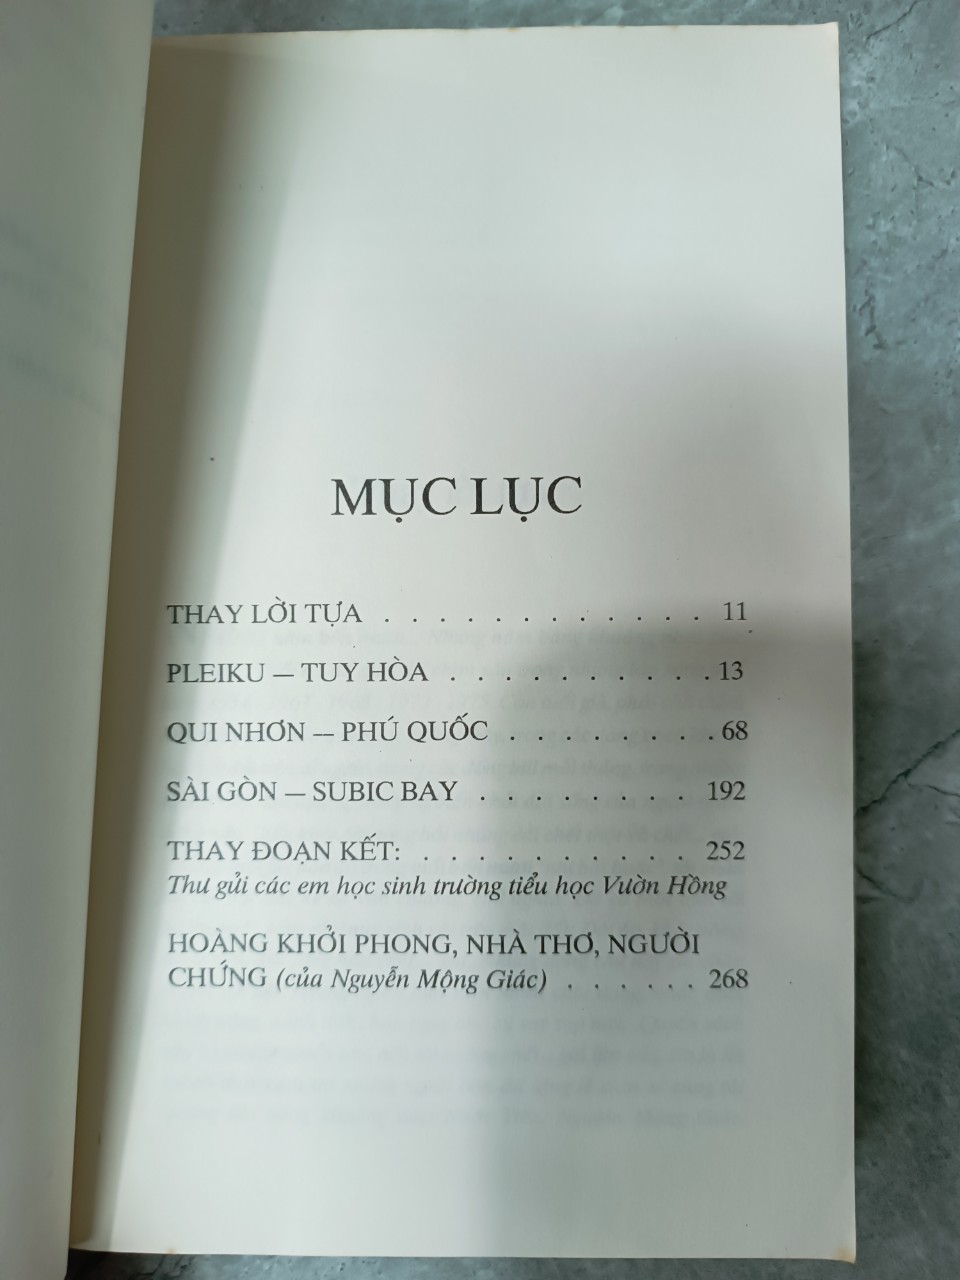 MỤC LỤC
THAY LỜI TỰA . . . . . . . . . . . . . 11
PLEIKU — TUY HÒA . . . . . . . . . . . 13
QUI NHƠN — PHÚ QUỐC . . . . . . . . 68
SÀI GÒN — SUBIC BAY . . . . . . . . 192
THAY ĐOẠN KẾT: . . . . . . . . . . . 252
Thư gửi các em học sinh trường tiểu học Vườn Hồng
HOÀNG KHỞI PHONG, NHÀ THƠ, NGƯỜI
CHỨNG (của Nguyễn Mộng Giác) . . . . . . 268